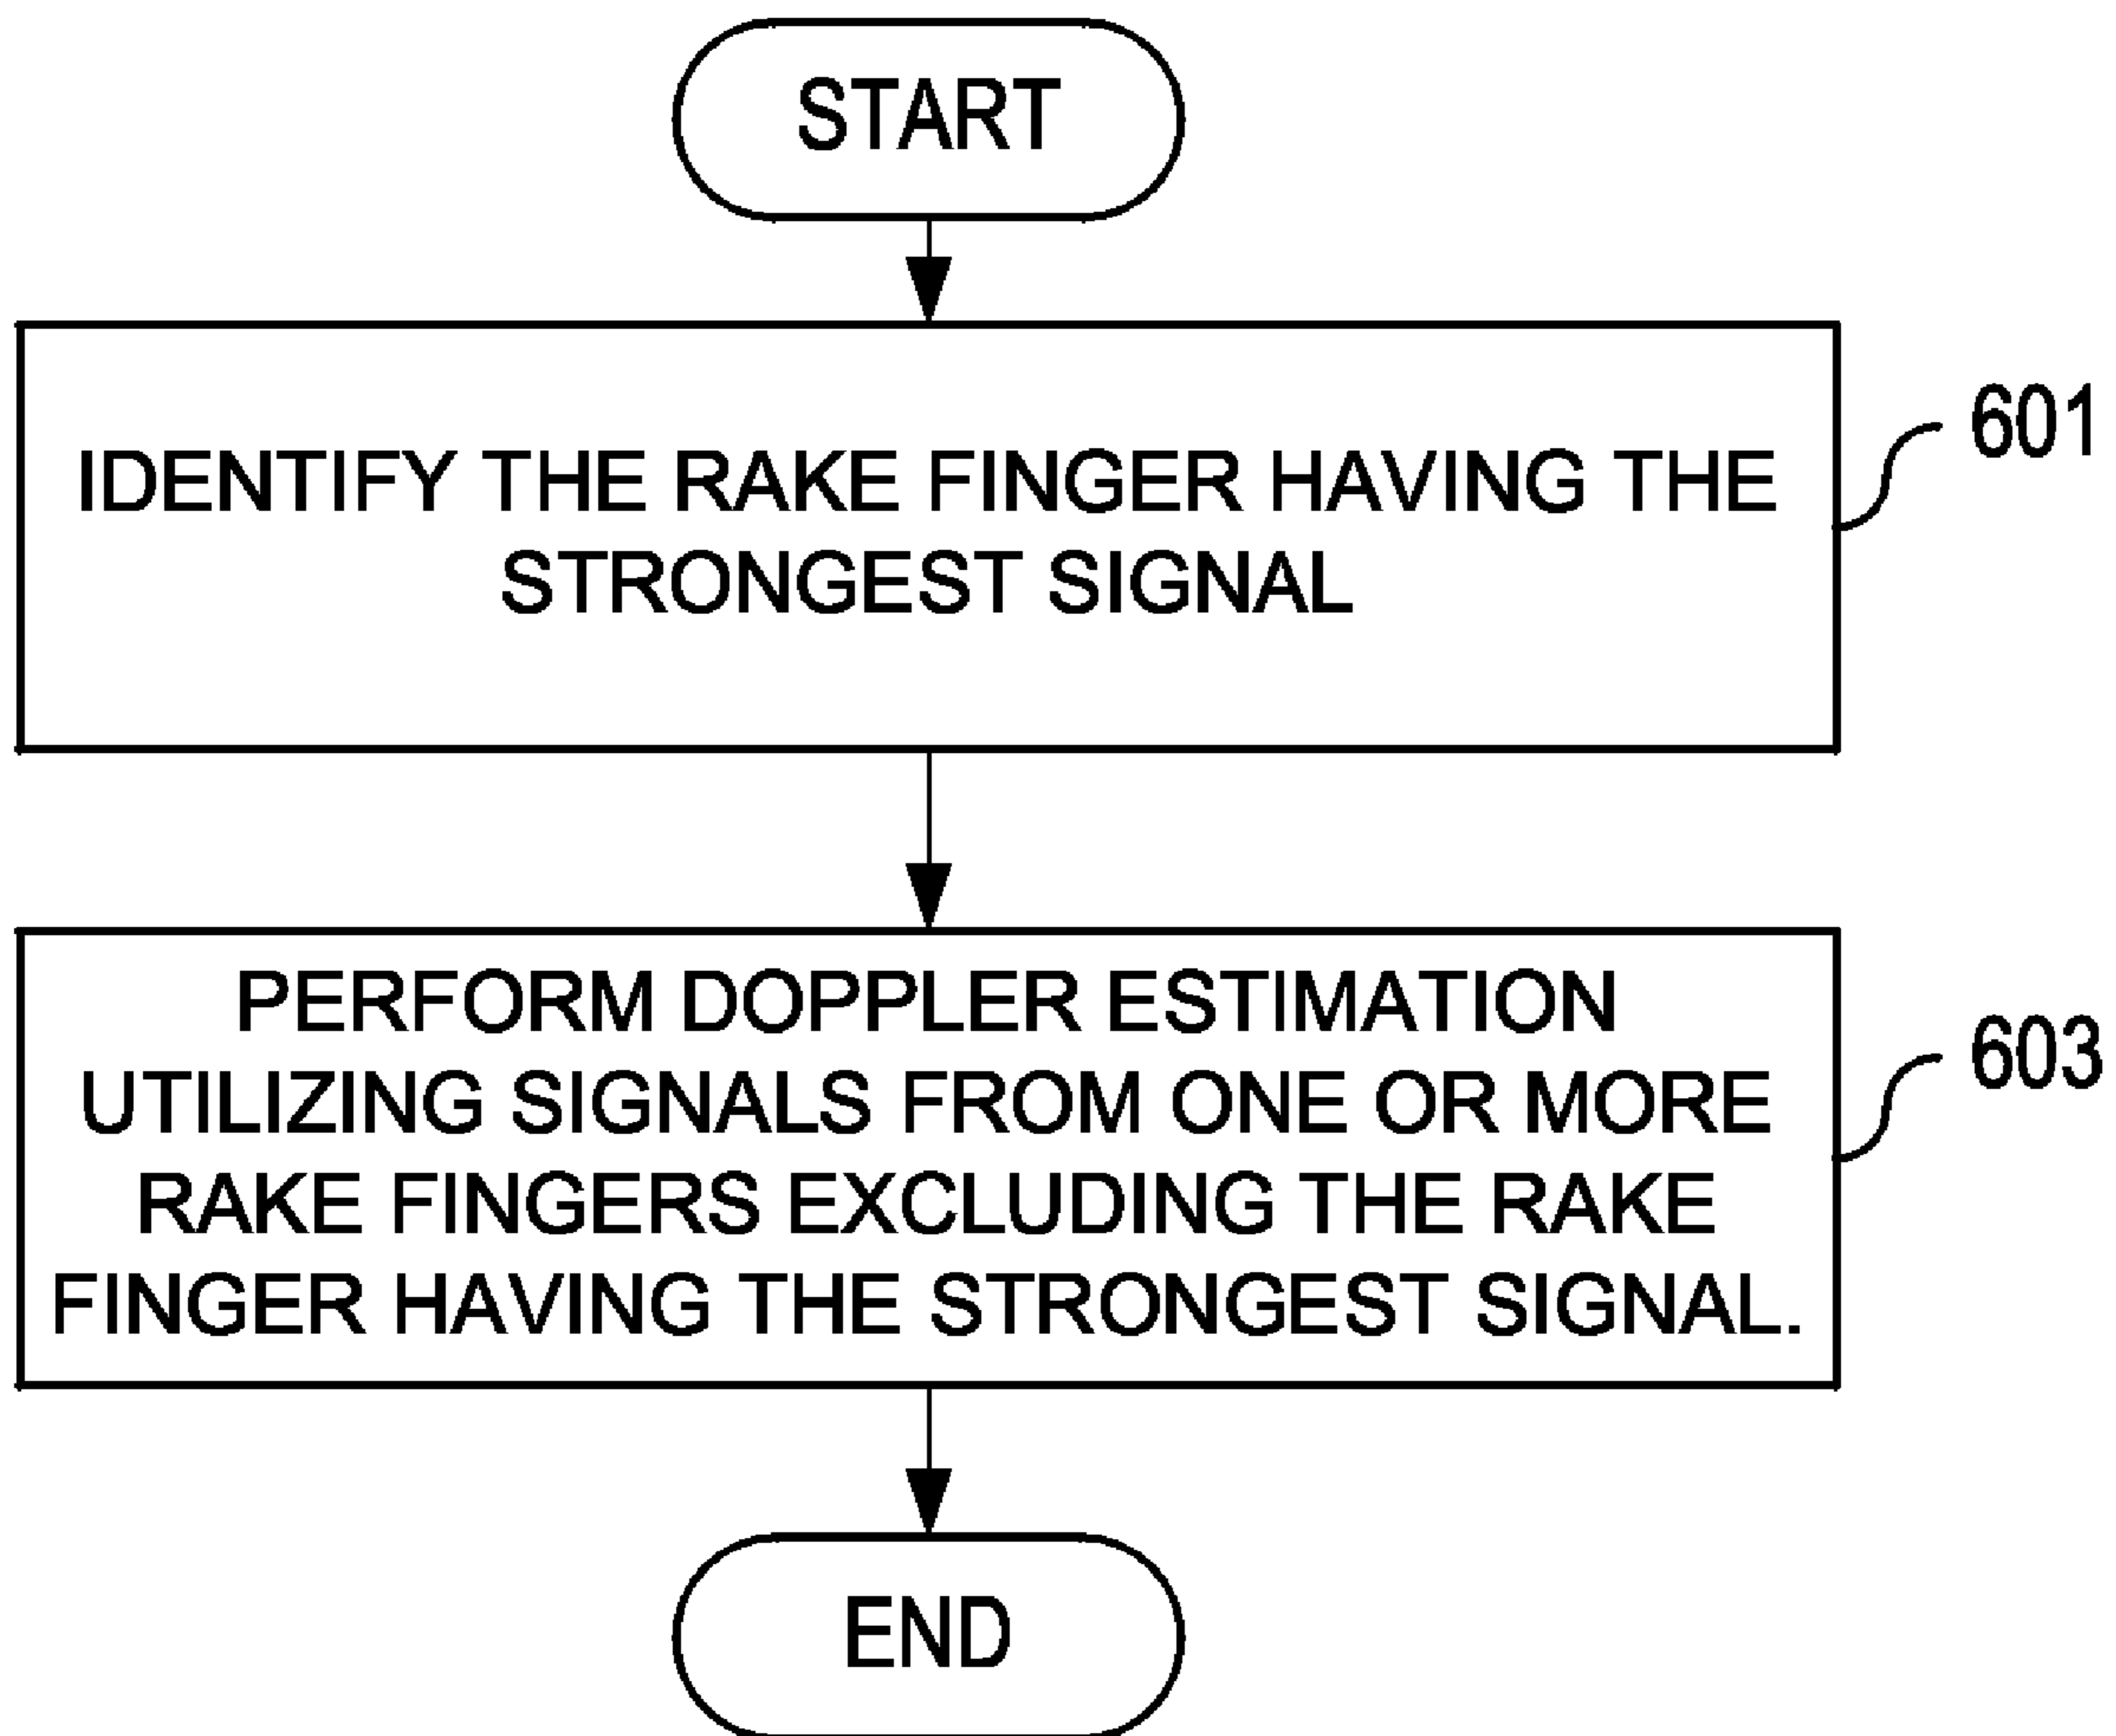 START
IDENTIFY THE RAKE FINGER HAVING THE
STRONGEST SIGNAL
601
PERFORM DOPPLER ESTIMATION
UTILIZING SIGNALS FROM ONE OR MORE
RAKE FINGERS EXCLUDING THE RAKE
FINGER HAVING THE STRONGEST SIGNAL.
603
END